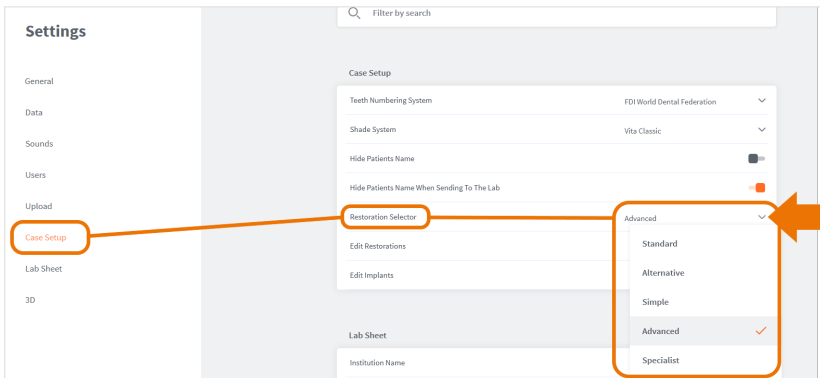 Filter by search
Settings
General
Data
Sounds
Users
Upload
Case Setup
Lab Sheet
3D
Case Setup
Teeth Numbering System FDI World Dental Federation
Shade System Vita Classic
Hide Patients Name
Hide Patients Name When Sending To The Lab
Restoration Selector Advanced
Edit Restorations
Edit Implants
Standard
Alternative
Simple
Advanced
Specialist
Lab Sheet
Institution Name